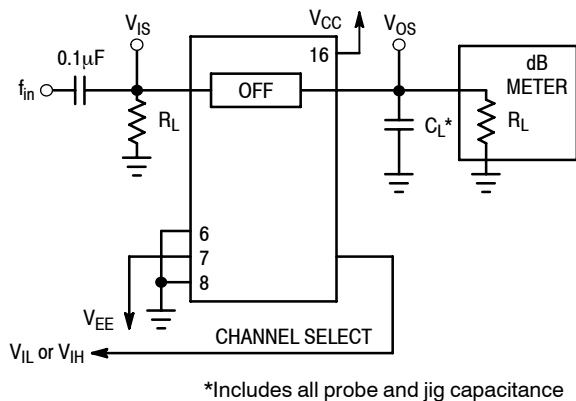 V_IS
V_CC
V_OS
0.1μF
16
dB
METER
f_in
OFF
R_L
C_L*
R_L
6
7
8
V_EE
CHANNEL SELECT
V_IL or V_IH
*Includes all probe and jig capacitance